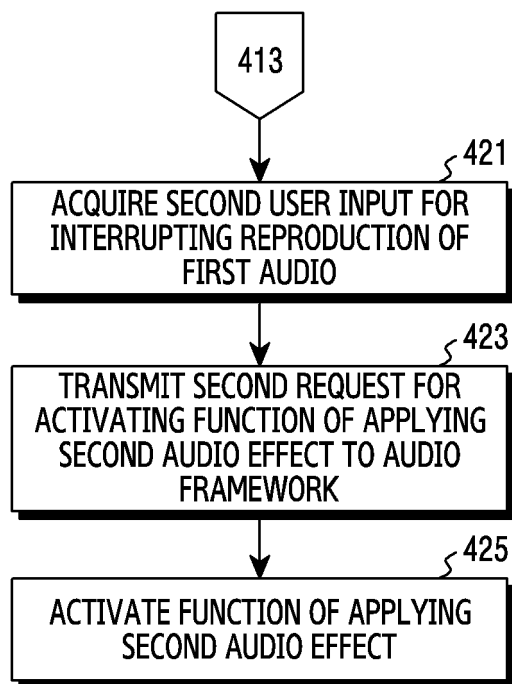 413
421
ACQUIRE SECOND USER INPUT FOR
INTERRUPTING REPRODUCTION OF
FIRST AUDIO
423
TRANSMIT SECOND REQUEST FOR
ACTIVATING FUNCTION OF APPLYING
SECOND AUDIO EFFECT TO AUDIO
FRAMEWORK
425
ACTIVATE FUNCTION OF APPLYING
SECOND AUDIO EFFECT